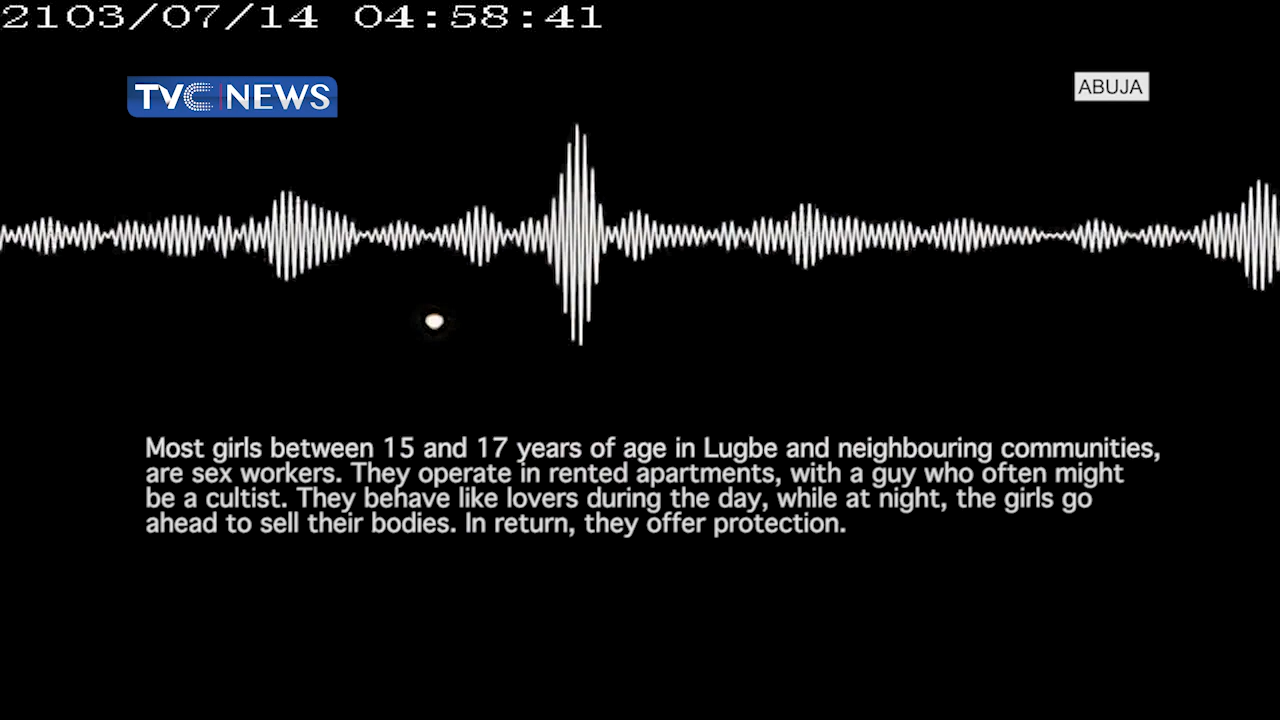 2103/07/14 04:58:41
TVC NEWS
ABUJA
Most girls between 15 and 17 years of age in Lugbe and neighbouring communities,
are sex workers. They operate in rented apartments, with a guy who often might
be a cultist. They behave like lovers during the day, while at night, the girls go
ahead to sell their bodies. In return, they offer protection.